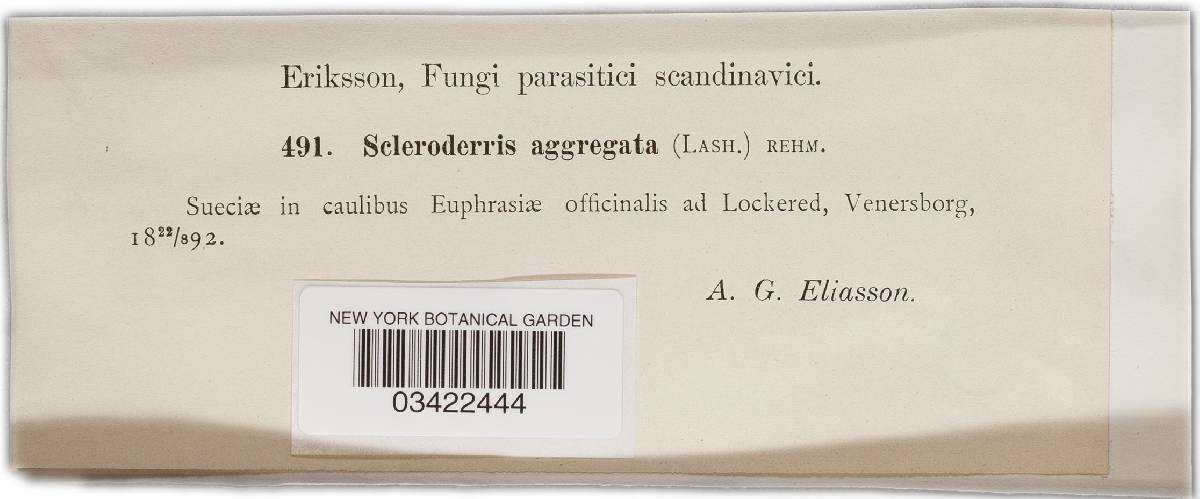 Eriksson, Fungi parasitici scandinavici.
491. Scleroderris aggregata (LASH.) REHM.
Sueciæ in caulibus Euphrasiæ officinalis ad Lockered, Venersborg,
18²²/₈92.
A. G. Eliasson.
NEW YORK BOTANICAL GARDEN
03422444